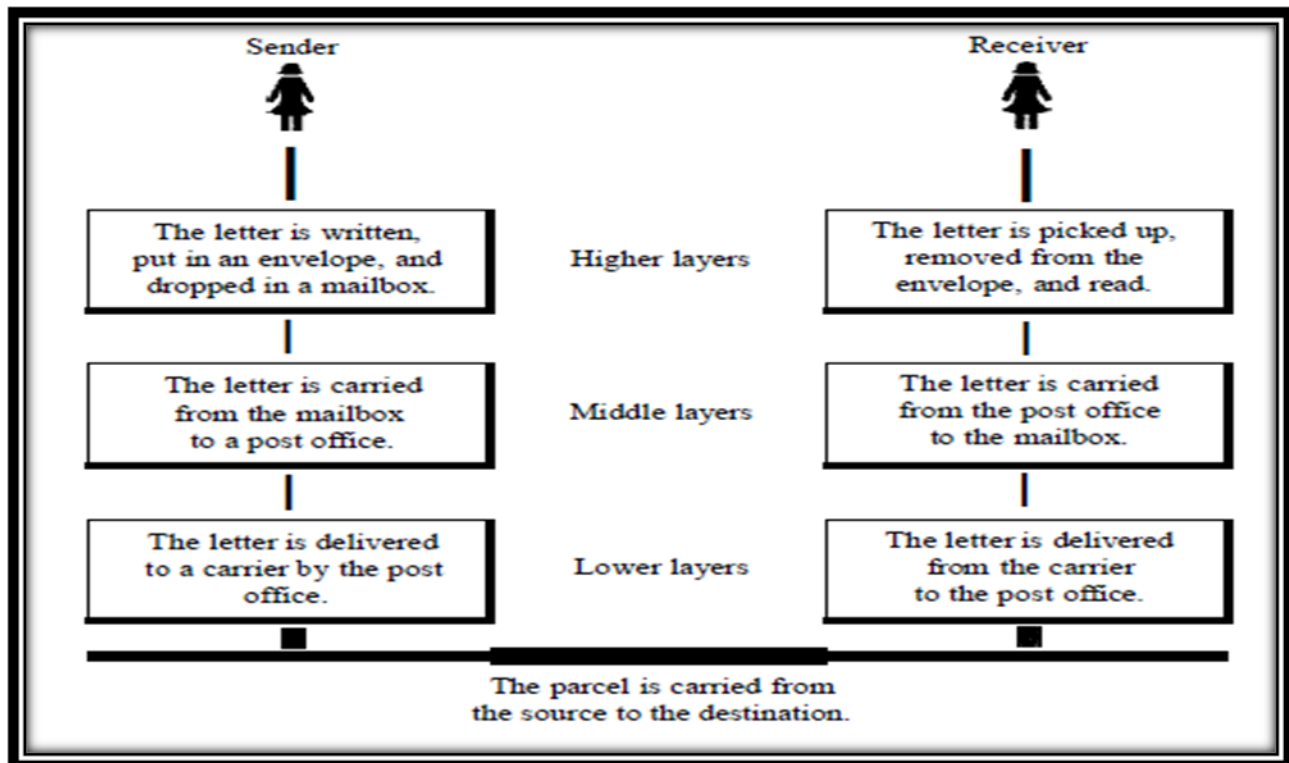 Sender
Receiver
The letter is written,
put in an envelope, and
dropped in a mailbox.
Higher layers
The letter is picked up,
removed from the
envelope, and read.
The letter is carried
from the mailbox
to a post office.
Middle layers
The letter is carried
from the post office
to the mailbox.
The letter is delivered
to a carrier by the post
office.
Lower layers
The letter is delivered
from the carrier
to the post office.
The parcel is carried from
the source to the destination.